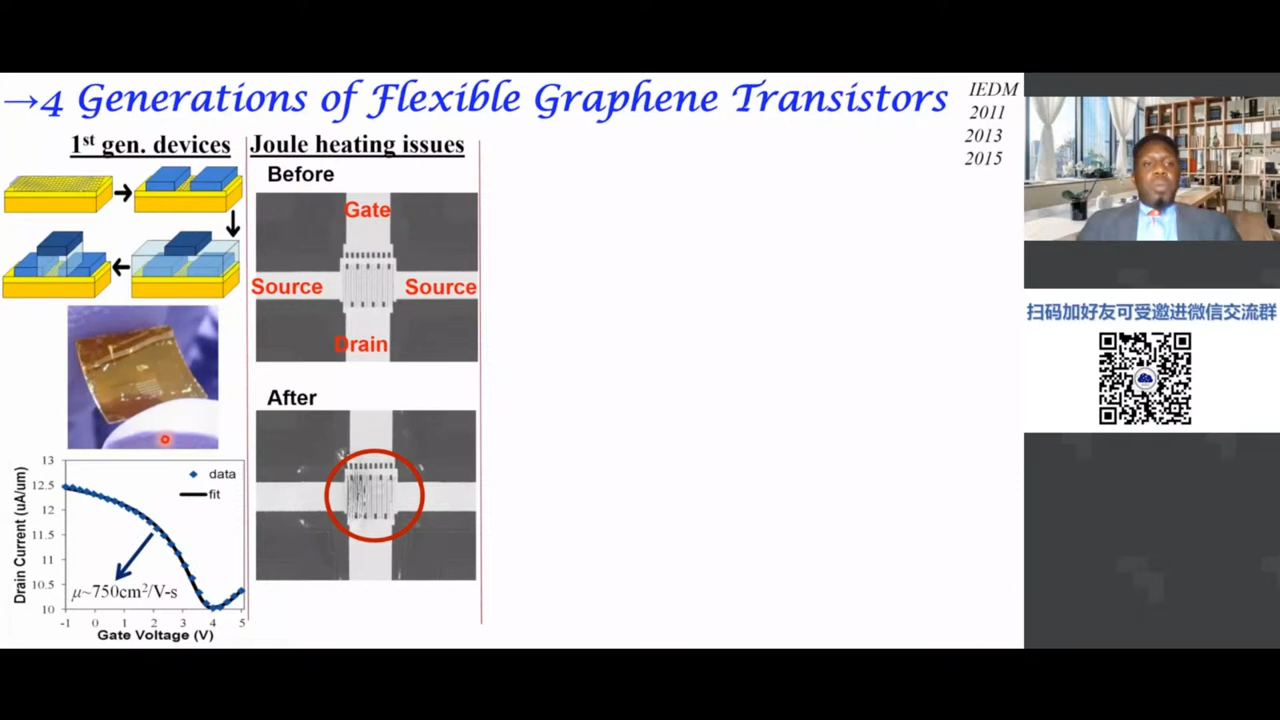 →4 Generations of Flexible Graphene Transistors
IEDM
2011
2013
2015
1st gen. devices
Joule heating issues
Before
Gate
Source
Source
Drain
After
13
12.5
12
11.5
11
10.5
10
Drain Current (uA/um)
data
fit
μ~750cm²/V-s
-1 0 1 2 3 4 5
Gate Voltage (V)
扫码加好友可受邀进微信交流群